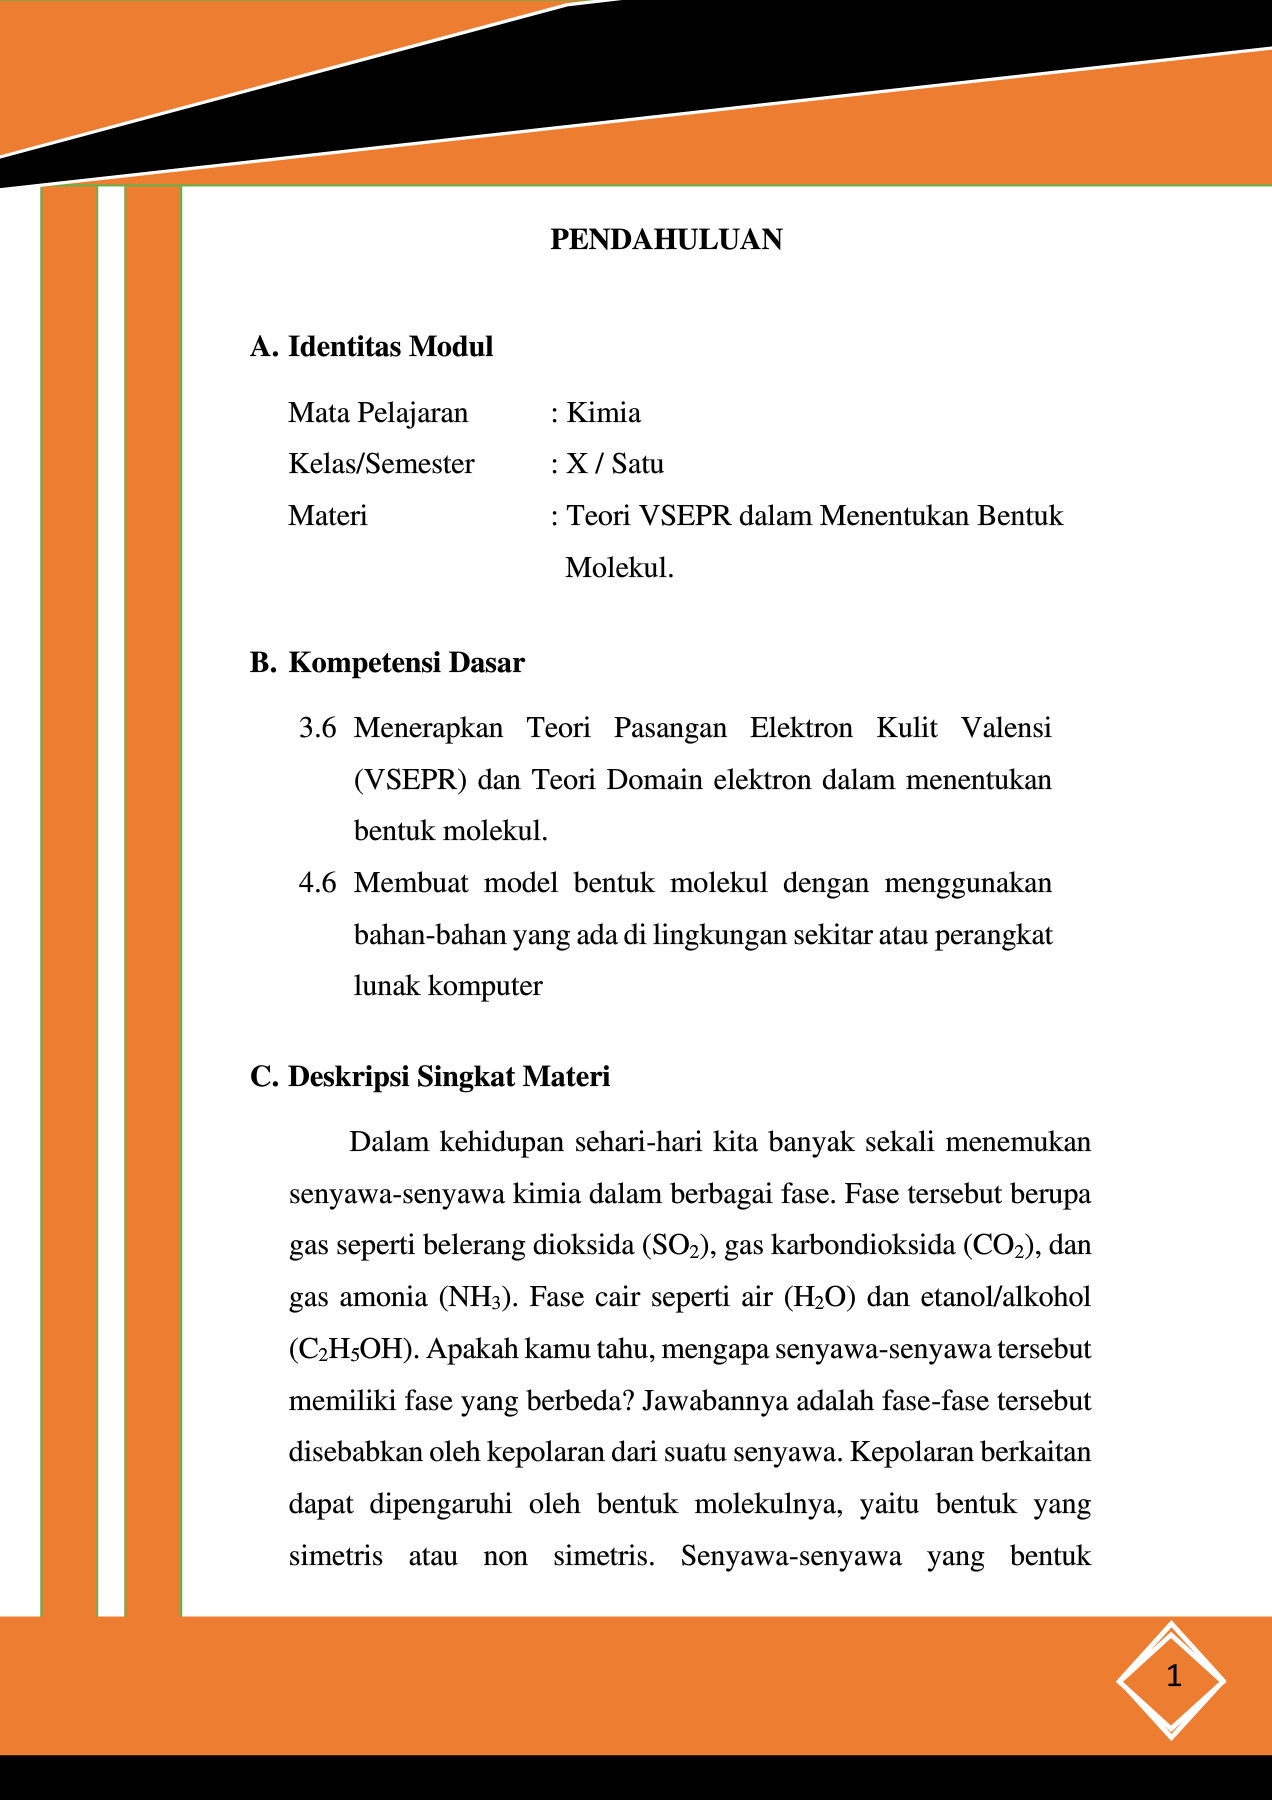 PENDAHULUAN
A. Identitas Modul
Mata Pelajaran : Kimia
Kelas/Semester : X / Satu
Materi : Teori VSEPR dalam Menentukan Bentuk
Molekul.
B. Kompetensi Dasar
3.6 Menerapkan Teori Pasangan Elektron Kulit Valensi
(VSEPR) dan Teori Domain elektron dalam menentukan
bentuk molekul.
4.6 Membuat model bentuk molekul dengan menggunakan
bahan-bahan yang ada di lingkungan sekitar atau perangkat
lunak komputer
C. Deskripsi Singkat Materi
Dalam kehidupan sehari-hari kita banyak sekali menemukan
senyawa-senyawa kimia dalam berbagai fase. Fase tersebut berupa
gas seperti belerang dioksida (SO₂), gas karbondioksida (CO₂), dan
gas amonia (NH₃). Fase cair seperti air (H₂O) dan etanol/alkohol
(C₂H₅OH). Apakah kamu tahu, mengapa senyawa-senyawa tersebut
memiliki fase yang berbeda? Jawabannya adalah fase-fase tersebut
disebabkan oleh kepolaran dari suatu senyawa. Kepolaran berkaitan
dapat dipengaruhi oleh bentuk molekulnya, yaitu bentuk yang
simetris atau non simetris. Senyawa-senyawa yang bentuk
1